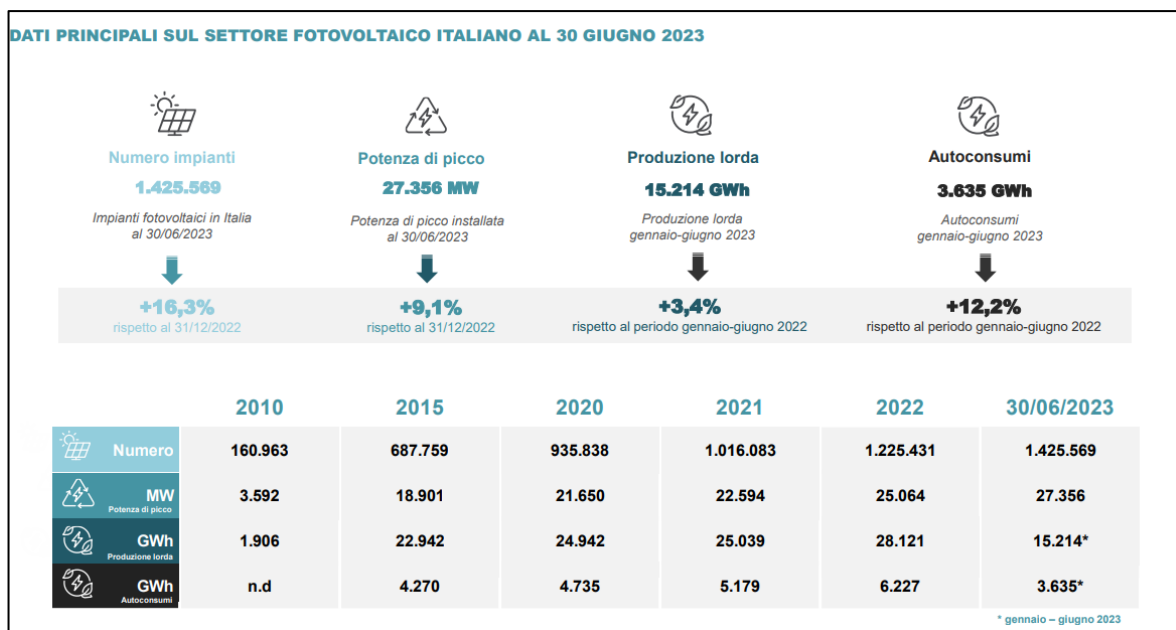 DATI PRINCIPALI SUL SETTORE FOTOVOLTAICO ITALIANO AL 30 GIUGNO 2023
Numero impianti
1.425.569
Impianti fotovoltaici in Italia
al 30/06/2023
+16,3%
rispetto al 31/12/2022
Potenza di picco
27.356 MW
Potenza di picco installata
al 30/06/2023
+9,1%
rispetto al 31/12/2022
Produzione lorda
15.214 GWh
Produzione lorda
gennaio-giugno 2023
+3,4%
rispetto al periodo gennaio-giugno 2022
Autoconsumi
3.635 GWh
Autoconsumi
gennaio-giugno 2023
+12,2%
rispetto al periodo gennaio-giugno 2022
2010 2015 2020 2021 2022 30/06/2023
Numero 160.963 687.759 935.838 1.016.083 1.225.431 1.425.569
MW 3.592 18.901 21.650 22.594 25.064 27.356
Potenza di picco
GWh 1.906 22.942 24.942 25.039 28.121 15.214*
Produzione lorda
GWh n.d 4.270 4.735 5.179 6.227 3.635*
Autoconsumi
* gennaio – giugno 2023